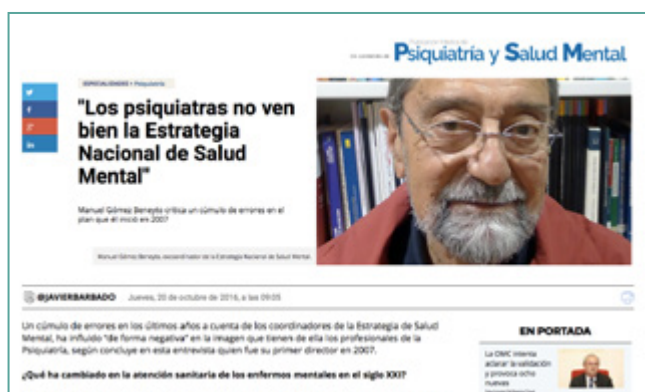 Psiquiatría y Salud Mental
ESPECIALIDADES > Psiquiatría
"Los psiquiatras no ven
bien la Estrategia
Nacional de Salud
Mental"
Manuel Gómez Beneyto critica un cúmulo de errores en el
plan que él inició en 2007
Manuel Gómez Beneyto, excoordinador de la Estrategia Nacional de Salud Mental.
@JAVIERBARBADO Jueves, 20 de octubre de 2016, a las 09:05
Un cúmulo de errores en los últimos años a cuenta de los coordinadores de la Estrategia de Salud
Mental, ha influido "de forma negativa" en la imagen que tienen de ella los profesionales de la
Psiquiatría, según concluye en esta entrevista quien fue su primer director en 2007.
¿Qué ha cambiado en la atención sanitaria de los enfermos mentales en el siglo XXI?
EN PORTADA
La OMC intenta
aclarar la validación
y provoca ocho
nuevas